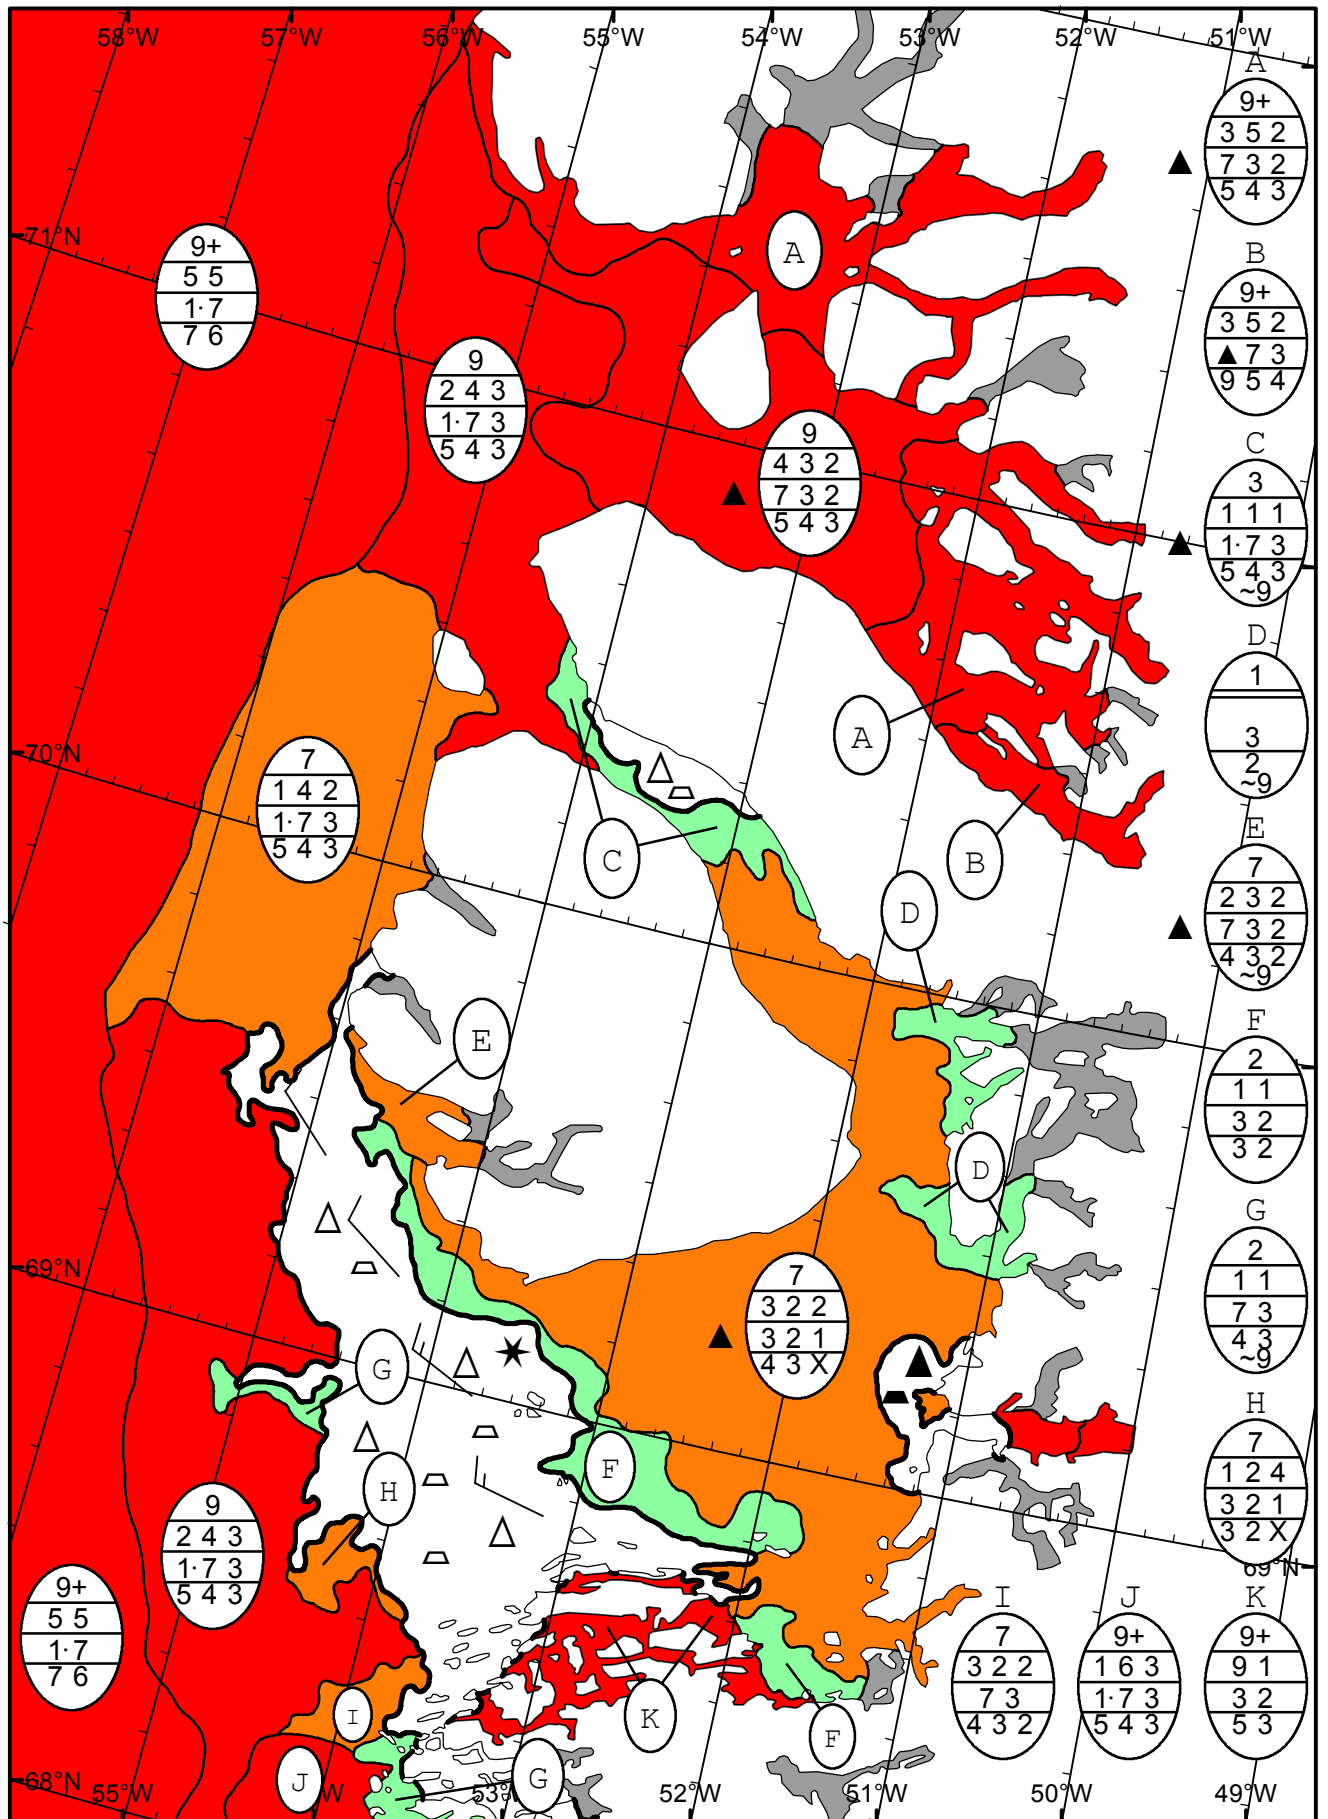 58°W 57°W 56°W 55°W 54°W 53°W 52°W 51°W
A
9+
3 5 2
7 3 2
5 4 3
A
71°N
9+
5 5
1·7
7 6
B
9+
3 5 2
▲ 7 3
9 5 4
9
2 4 3
1·7 3
5 4 3
9
4 3 2
7 3 2
5 4 3
C
3
1 1 1
1·7 3
5 4 3
~9
D
1
3
2
~9
A
70°N
7
1 4 2
1·7 3
5 4 3
C
B
D
E
7
2 3 2
7 3 2
4 3 2
~9
E
F
2
1 1
3 2
3 2
D
G
2
1 1
7 3
4 3
~9
69°N
7
3 2 2
3 2 1
4 3 X
G
H
7
1 2 4
3 2 1
3 2 X
F
H
9
2 4 3
1·7 3
5 4 3
69°N
9+
5 5
1·7
7 6
I
7
3 2 2
7 3
4 3 2
J
9+
1 6 3
1·7 3
5 4 3
K
9+
9 1
3 2
5 3
I
K
F
J
G
68°N
55°W °W 53°W 52°W 51°W 50°W 49°W